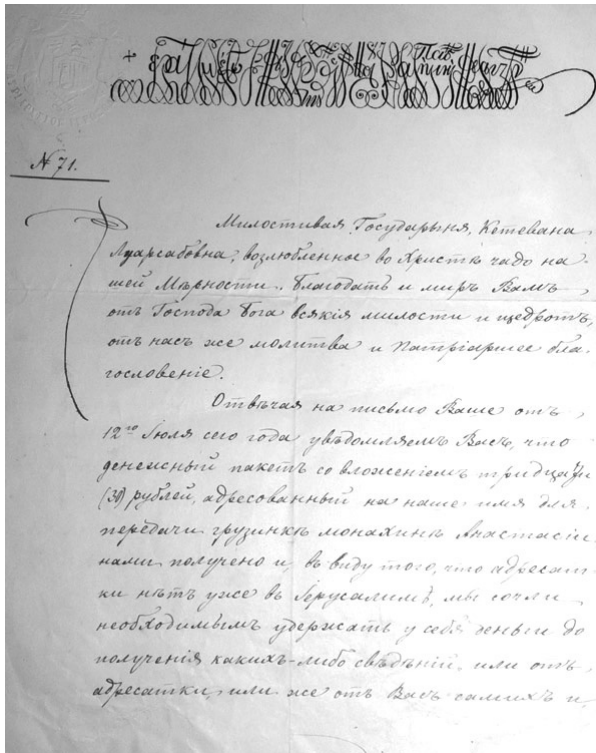 № 71.
Милостивая Государыня, Кетевана
Луарсабовна, возлюбленное во Христѣ чадо на-
шей Мѣрности. Благодать и миръ Вамъ
отъ Господа Бога всякія милости и щедротъ,
отъ насъ же молитва и Патріаршее бла-
гословеніе.
Отвѣчая на письмо Ваше отъ
12го Іюля сего года увѣдомляемъ Васъ, что
денежный пакетъ со вложеніемъ тридцати
(30) рублей, адресованный на наше имя для
передачи грузинкѣ монахинѣ Анастасіи
нами получено и, въ виду того, что адресат-
ки нѣтъ уже въ Іерусалимѣ, мы сочли
необходимымъ удержать у себя деньги до
полученія какихъ-либо свѣдѣній, или отъ
адресатки, или же отъ Васъ самихъ и,